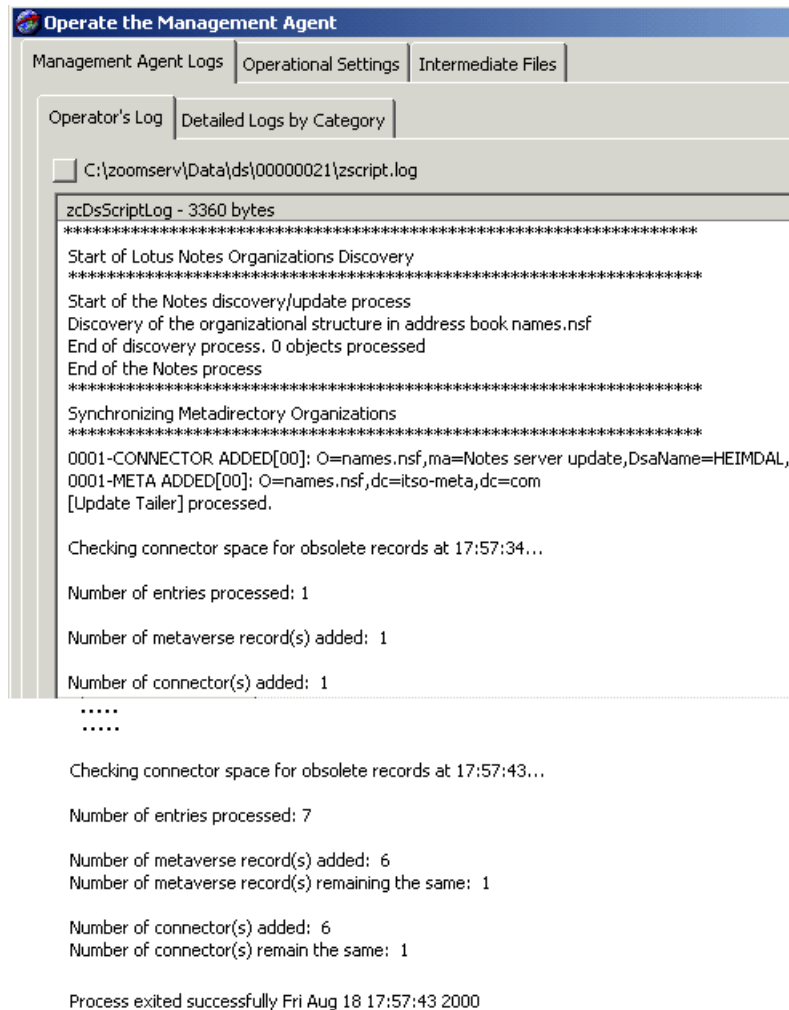 Operate the Management Agent
Management Agent Logs Operational Settings Intermediate Files
Operator's Log Detailed Logs by Category
C:\zoomserv\Data\ds\00000021\zscript.log
zcDsScriptLog - 3360 bytes
******************************************************************
Start of Lotus Notes Organizations Discovery
******************************************************************
Start of the Notes discovery/update process
Discovery of the organizational structure in address book names.nsf
End of discovery process. 0 objects processed
End of the Notes process
******************************************************************
Synchronizing Metadirectory Organizations
******************************************************************
0001-CONNECTOR ADDED[00]: O=names.nsf,ma=Notes server update,DsaName=HEIMDAL,
0001-META ADDED[00]: O=names.nsf,dc=itso-meta,dc=com
[Update Tailer] processed.
Checking connector space for obsolete records at 17:57:34...
Number of entries processed: 1
Number of metaverse record(s) added: 1
Number of connector(s) added: 1
.....
.....
Checking connector space for obsolete records at 17:57:43...
Number of entries processed: 7
Number of metaverse record(s) added: 6
Number of metaverse record(s) remaining the same: 1
Number of connector(s) added: 6
Number of connector(s) remain the same: 1
Process exited successfully Fri Aug 18 17:57:43 2000